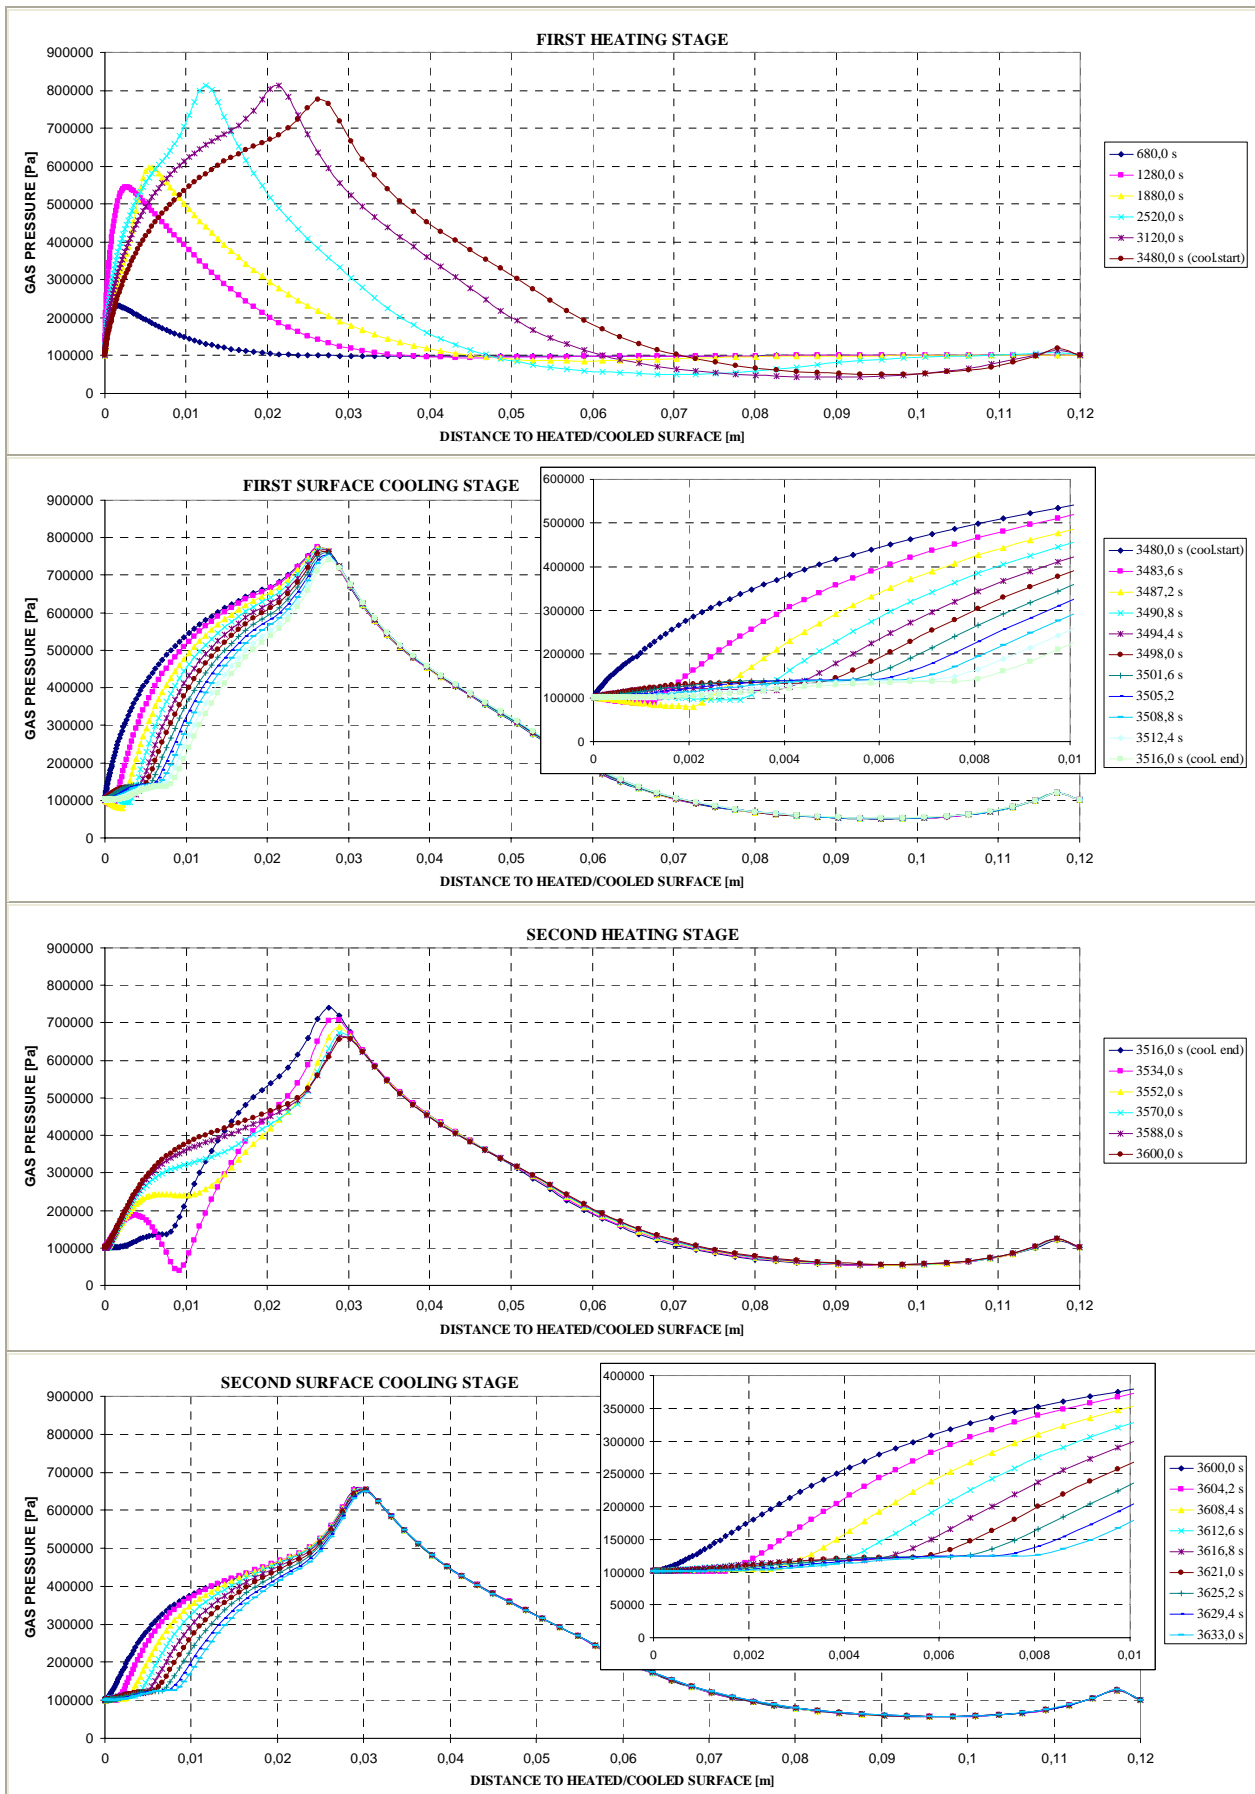 FIRST HEATING STAGE
900000
800000
700000
600000
500000
400000
300000
200000
100000
0
GAS PRESSURE [Pa]
0 0,01 0,02 0,03 0,04 0,05 0,06 0,07 0,08 0,09 0,1 0,11 0,12
DISTANCE TO HEATED/COOLED SURFACE [m]
680,0 s
1280,0 s
1880,0 s
2520,0 s
3120,0 s
3480,0 s (cool.start)
FIRST SURFACE COOLING STAGE
900000
800000
700000
600000
500000
400000
300000
200000
100000
0
GAS PRESSURE [Pa]
0 0,01 0,02 0,03 0,04 0,05 0,06 0,07 0,08 0,09 0,1 0,11 0,12
DISTANCE TO HEATED/COOLED SURFACE [m]
600000
500000
400000
300000
200000
100000
0
0 0,002 0,004 0,006 0,008 0,01
3480,0 s (cool.start)
3483,6 s
3487,2 s
3490,8 s
3494,4 s
3498,0 s
3501,6 s
3505,2
3508,8 s
3512,4 s
3516,0 s (cool. end)
SECOND HEATING STAGE
900000
800000
700000
600000
500000
400000
300000
200000
100000
0
GAS PRESSURE [Pa]
0 0,01 0,02 0,03 0,04 0,05 0,06 0,07 0,08 0,09 0,1 0,11 0,12
DISTANCE TO HEATED/COOLED SURFACE [m]
3516,0 s (cool. end)
3534,0 s
3552,0 s
3570,0 s
3588,0 s
3600,0 s
SECOND SURFACE COOLING STAGE
900000
800000
700000
600000
500000
400000
300000
200000
100000
0
GAS PRESSURE [Pa]
0 0,01 0,02 0,03 0,04 0,05 0,06 0,07 0,08 0,09 0,1 0,11 0,12
DISTANCE TO HEATED/COOLED SURFACE [m]
400000
350000
300000
250000
200000
150000
100000
50000
0
0 0,002 0,004 0,006 0,008 0,01
3600,0 s
3604,2 s
3608,4 s
3612,6 s
3616,8 s
3621,0 s
3625,2 s
3629,4 s
3633,0 s